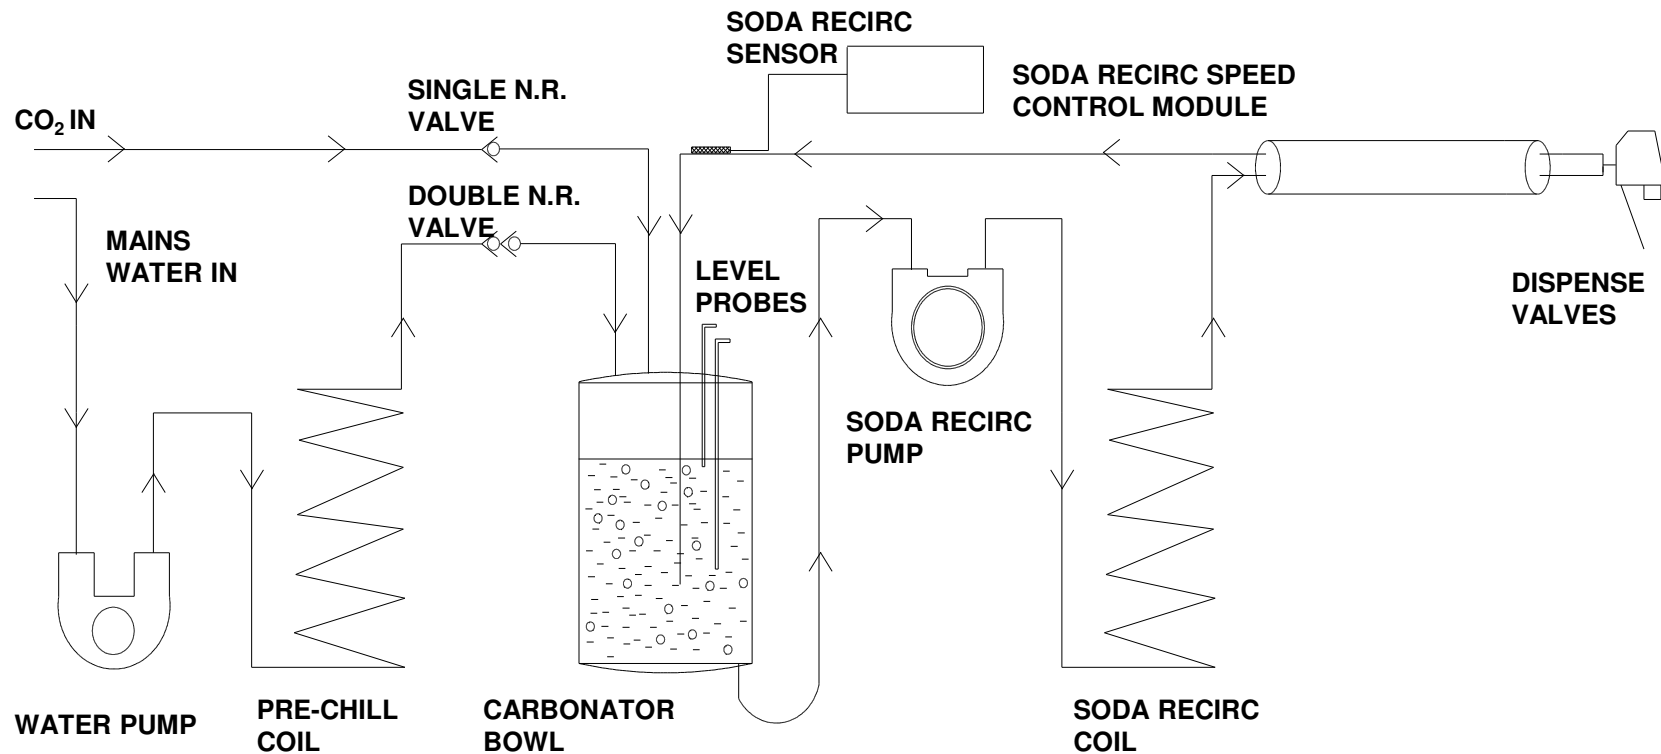 SODA RECIRC
SENSOR
SODA RECIRC SPEED
CONTROL MODULE
SINGLE N.R.
VALVE
CO₂ IN
DOUBLE N.R.
VALVE
MAINS
WATER IN
LEVEL
PROBES
DISPENSE
VALVES
SODA RECIRC
PUMP
WATER PUMP
PRE-CHILL
COIL
CARBONATOR
BOWL
SODA RECIRC
COIL